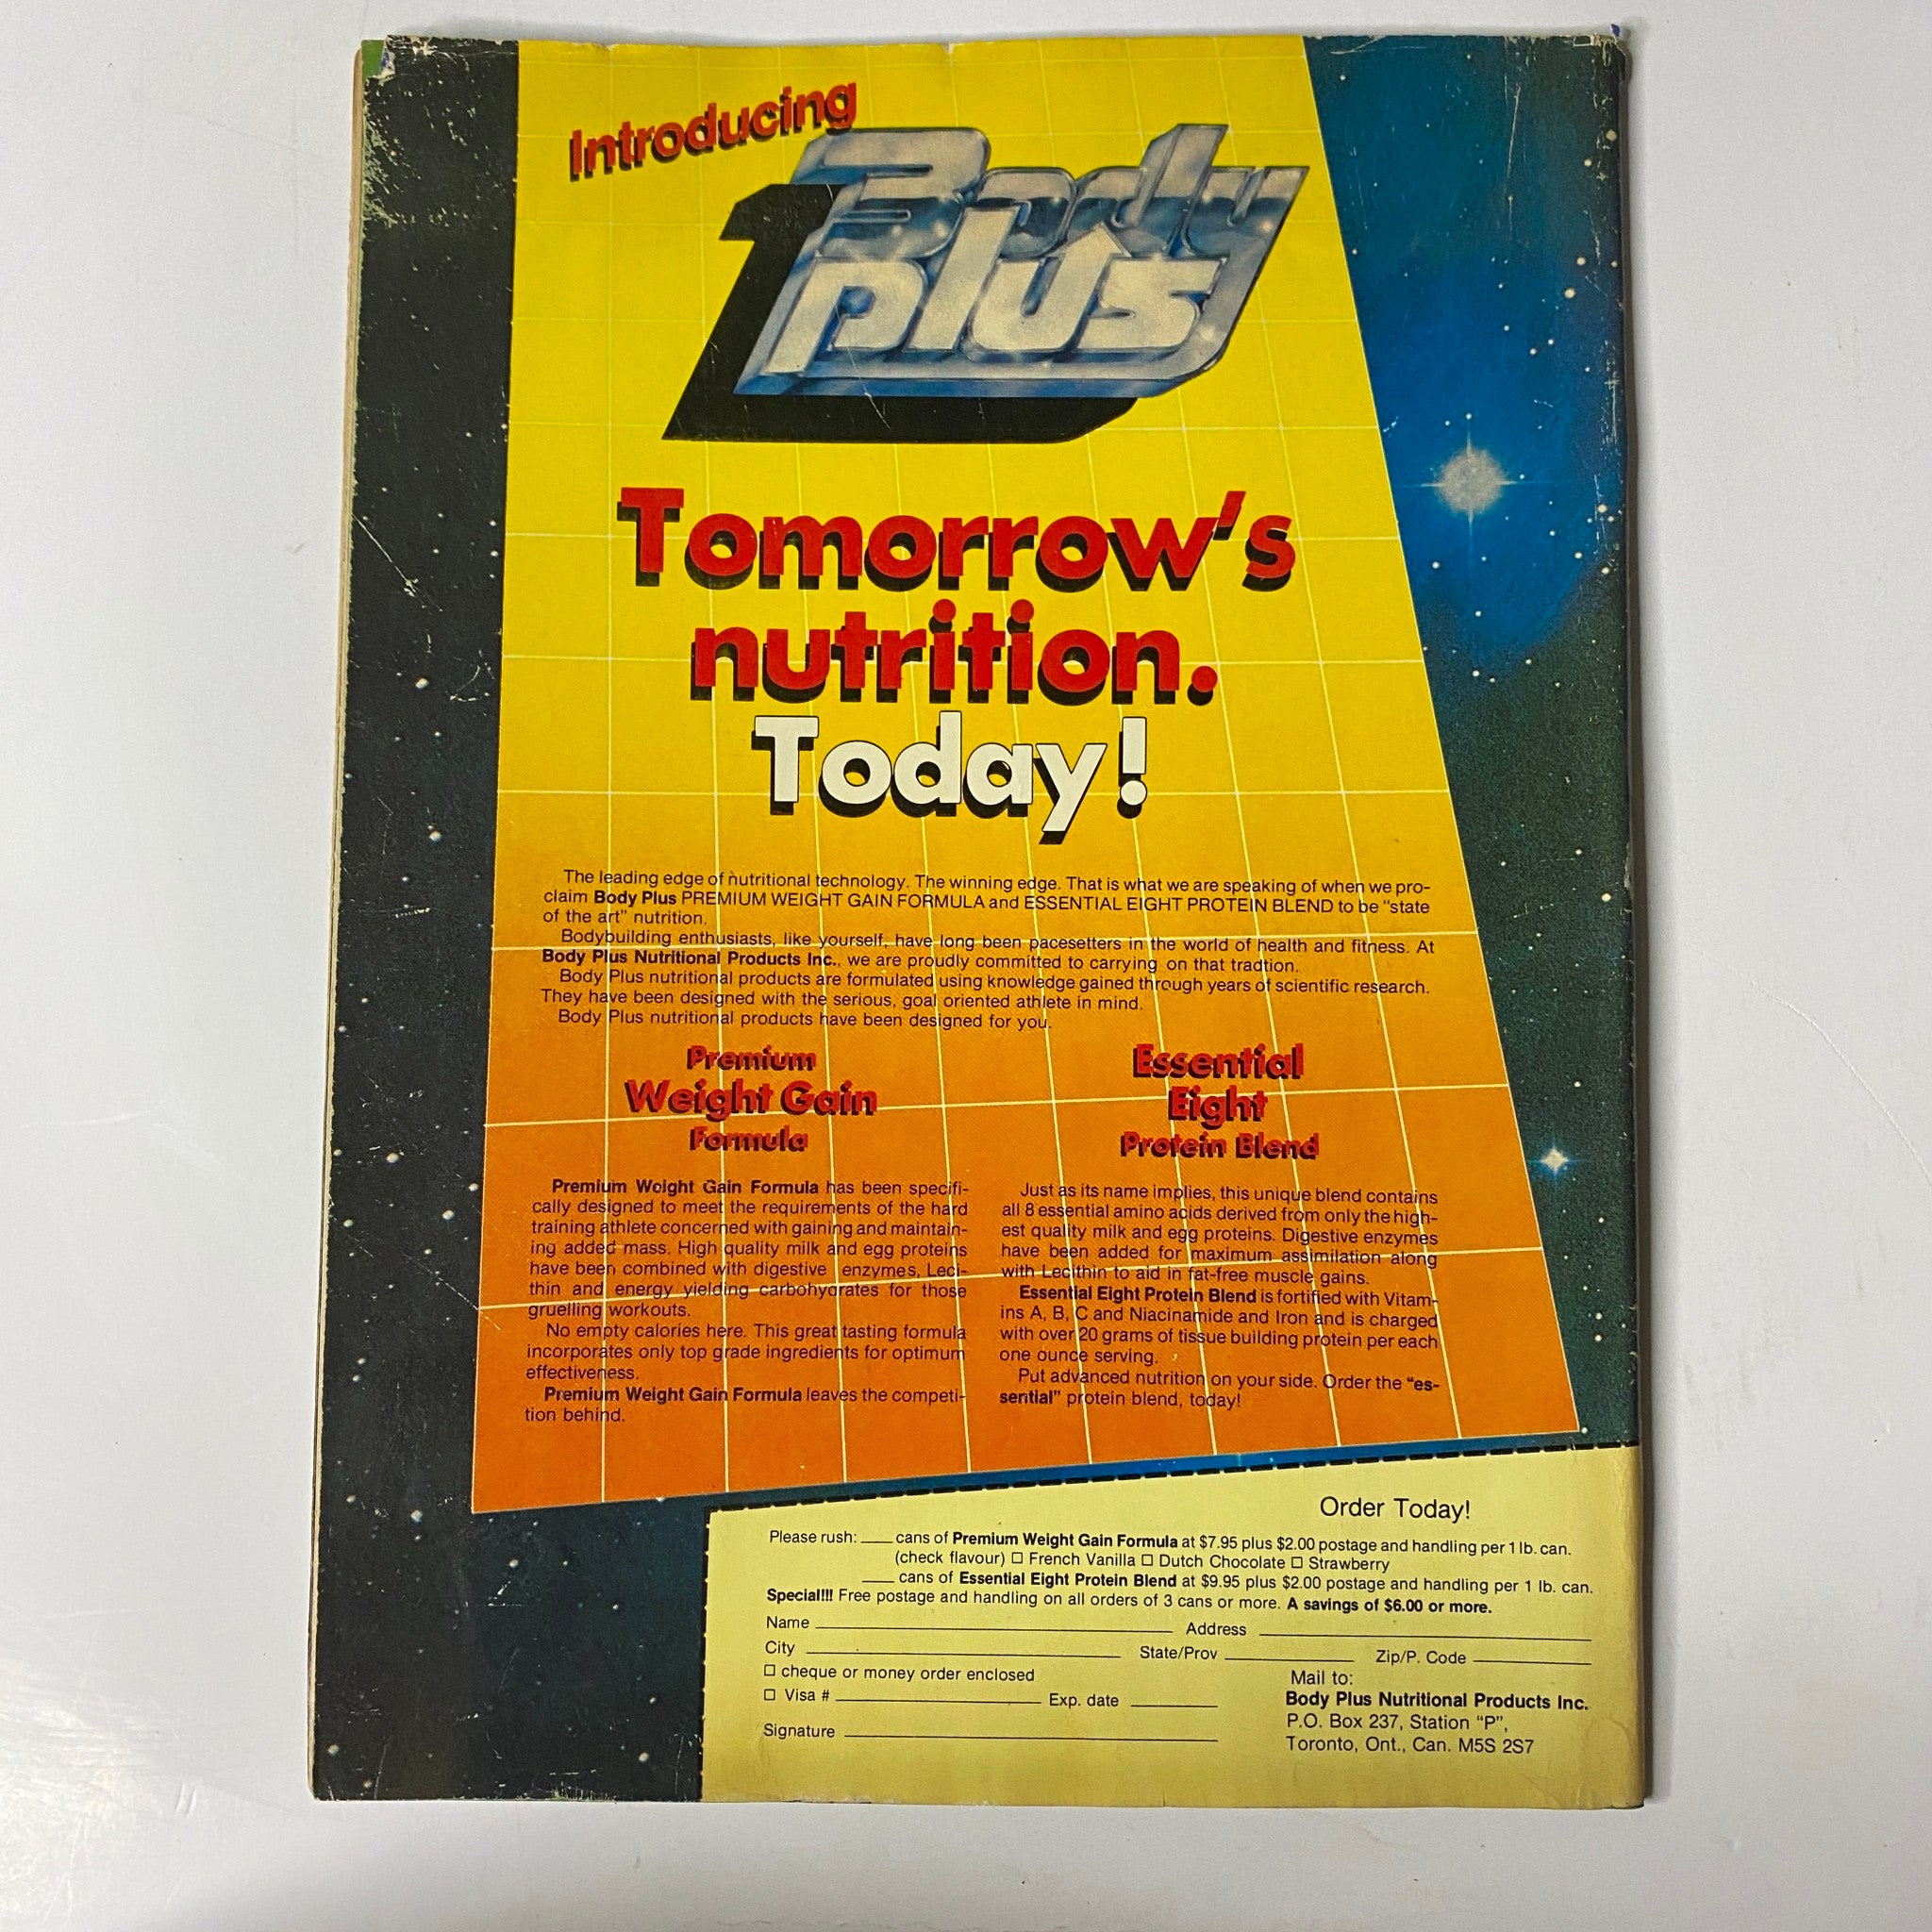 Introducing
Body
plus
Tomorrow's
nutrition.
Today!
The leading edge of nutritional technology. The winning edge. That is what we are speaking of when we pro-
claim Body Plus PREMIUM WEIGHT GAIN FORMULA and ESSENTIAL EIGHT PROTEIN BLEND to be "state
of the art" nutrition.
Bodybuilding enthusiasts, like yourself, have long been pacesetters in the world of health and fitness. At
Body Plus Nutritional Products Inc., we are proudly committed to carrying on that tradtion.
Body Plus nutritional products are formulated using knowledge gained through years of scientific research.
They have been designed with the serious, goal oriented athlete in mind.
Body Plus nutritional products have been designed for you.
Premium
Weight Gain
Formula
Premium Weight Gain Formula has been specifi-
cally designed to meet the requirements of the hard
training athlete concerned with gaining and maintain-
ing added mass. High quality milk and egg proteins
have been combined with digestive enzymes, Leci-
thin and energy yielding carbohydrates for those
gruelling workouts.
No empty calories here. This great tasting formula
incorporates only top grade ingredients for optimum
effectiveness.
Premium Weight Gain Formula leaves the competi-
tion behind.
Essential
Eight
Protein Blend
Just as its name implies, this unique blend contains
all 8 essential amino acids derived from only the high-
est quality milk and egg proteins. Digestive enzymes
have been added for maximum assimilation along
with Lecithin to aid in fat-free muscle gains.
Essential Eight Protein Blend is fortified with Vitam-
ins A, B, C and Niacinamide and Iron and is charged
with over 20 grams of tissue building protein per each
one ounce serving.
Put advanced nutrition on your side. Order the "es-
sential" protein blend, today!
Order Today!
Please rush: ___ cans of Premium Weight Gain Formula at $7.95 plus $2.00 postage and handling per 1 lb. can.
(check flavour) ☐ French Vanilla ☐ Dutch Chocolate ☐ Strawberry
___ cans of Essential Eight Protein Blend at $9.95 plus $2.00 postage and handling per 1 lb. can.
Special!!! Free postage and handling on all orders of 3 cans or more. A savings of $6.00 or more.
Name ___ Address ___
City ___ State/Prov ___ Zip/P. Code ___
☐ cheque or money order enclosed
☐ Visa # ___ Exp. date ___
Signature ___
Mail to:
Body Plus Nutritional Products Inc.
P.O. Box 237, Station "P",
Toronto, Ont., Can. M5S 2S7